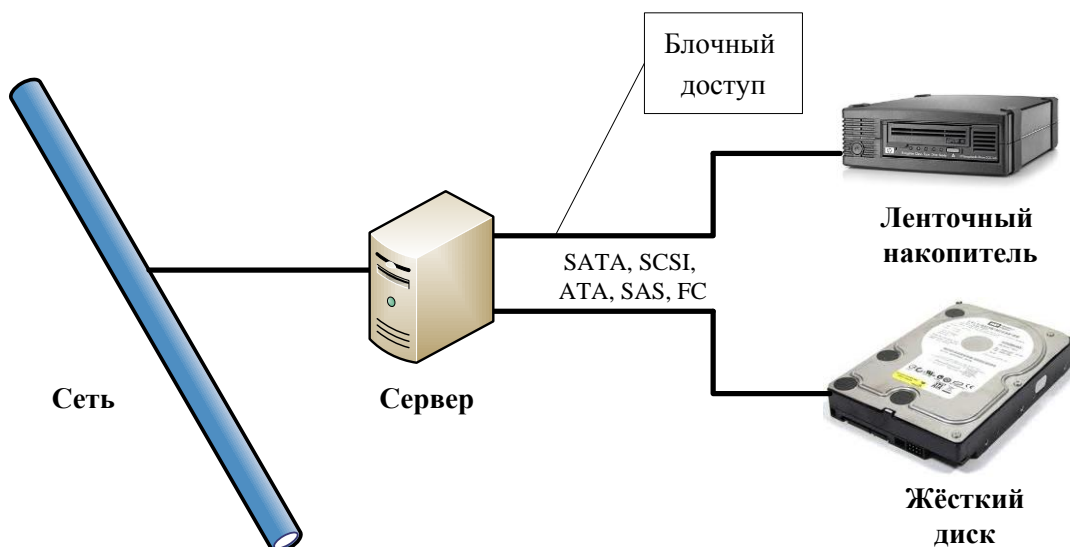 Блочный
доступ
Ленточный
накопитель
SATA, SCSI,
ATA, SAS, FC
Сеть
Сервер
Жёсткий
диск